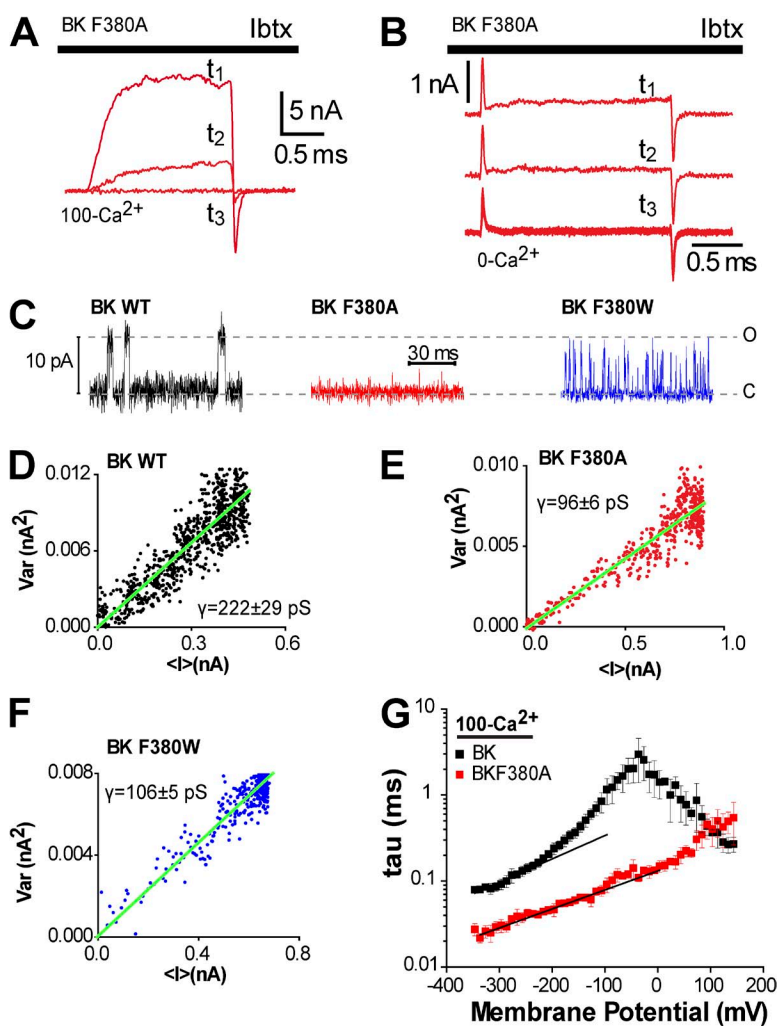 A
BK F380A
Ibtx
t1
t2
t3
5 nA
0.5 ms
100-Ca2+
B
BK F380A
Ibtx
1 nA
t1
t2
t3
0-Ca2+
0.5 ms
C
BK WT
BK F380A
BK F380W
10 pA
30 ms
O
C
D
BK WT
Var (nA2)
0.012
0.006
0.000
γ=222±29 pS
0.0 0.3 0.6
<I>(nA)
E
BK F380A
Var (nA2)
0.010
0.005
0.000
γ=96±6 pS
0.0 0.5 1.0
<I>(nA)
F
BK F380W
Var (nA2)
0.008
0.004
0.000
γ=106±5 pS
0.0 0.4 0.8
<I>(nA)
G
100-Ca2+
BK
BKF380A
tau (ms)
10
1
0.1
0.01
-400 -300 -200 -100 0 100 200
Membrane Potential (mV)